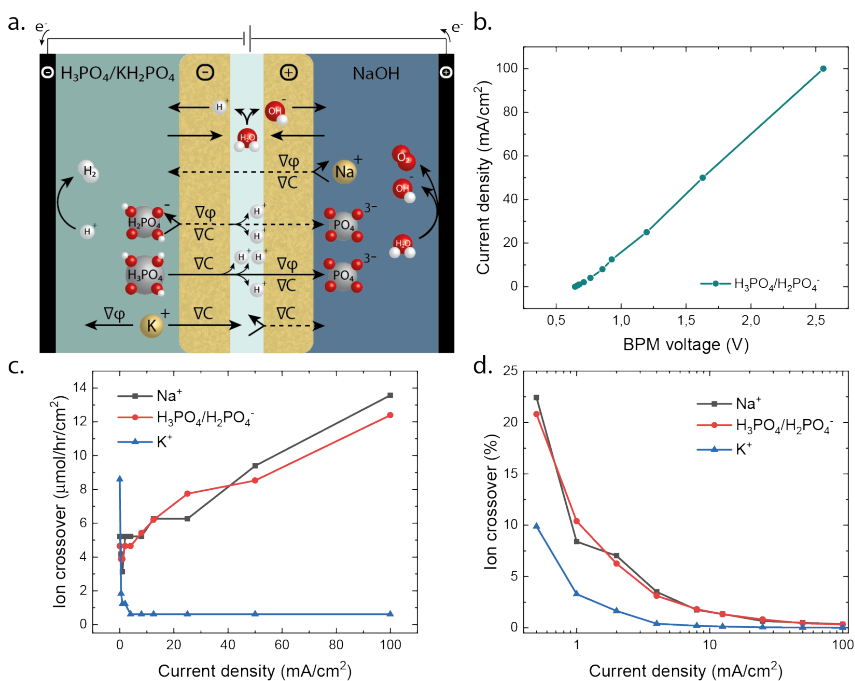 a.
e⁻
e⁻
H₃PO₄/KH₂PO₄
NaOH
H⁺
OH⁻
H₂O
∇φ
∇C
Na⁺
O₂
OH⁻
H₂
H⁺
H₂PO₄⁻
∇φ
∇C
H⁺
H⁺
PO₄³⁻
H₂O
H₃PO₄
∇C
H⁺
H⁺
H⁺
∇φ
∇C
PO₄³⁻
∇φ
K⁺
∇C
∇C
b.
Current density (mA/cm²)
100
80
60
40
20
0
H₃PO₄/H₂PO₄⁻
0,5
1,0
1,5
2,0
2,5
BPM voltage (V)
c.
Ion crossover (μmol/hr/cm²)
14
12
10
8
6
4
2
0
Na⁺
H₃PO₄/H₂PO₄⁻
K⁺
0
20
40
60
80
100
Current density (mA/cm²)
d.
Ion crossover (%)
25
20
15
10
5
0
Na⁺
H₃PO₄/H₂PO₄⁻
K⁺
1
10
100
Current density (mA/cm²)